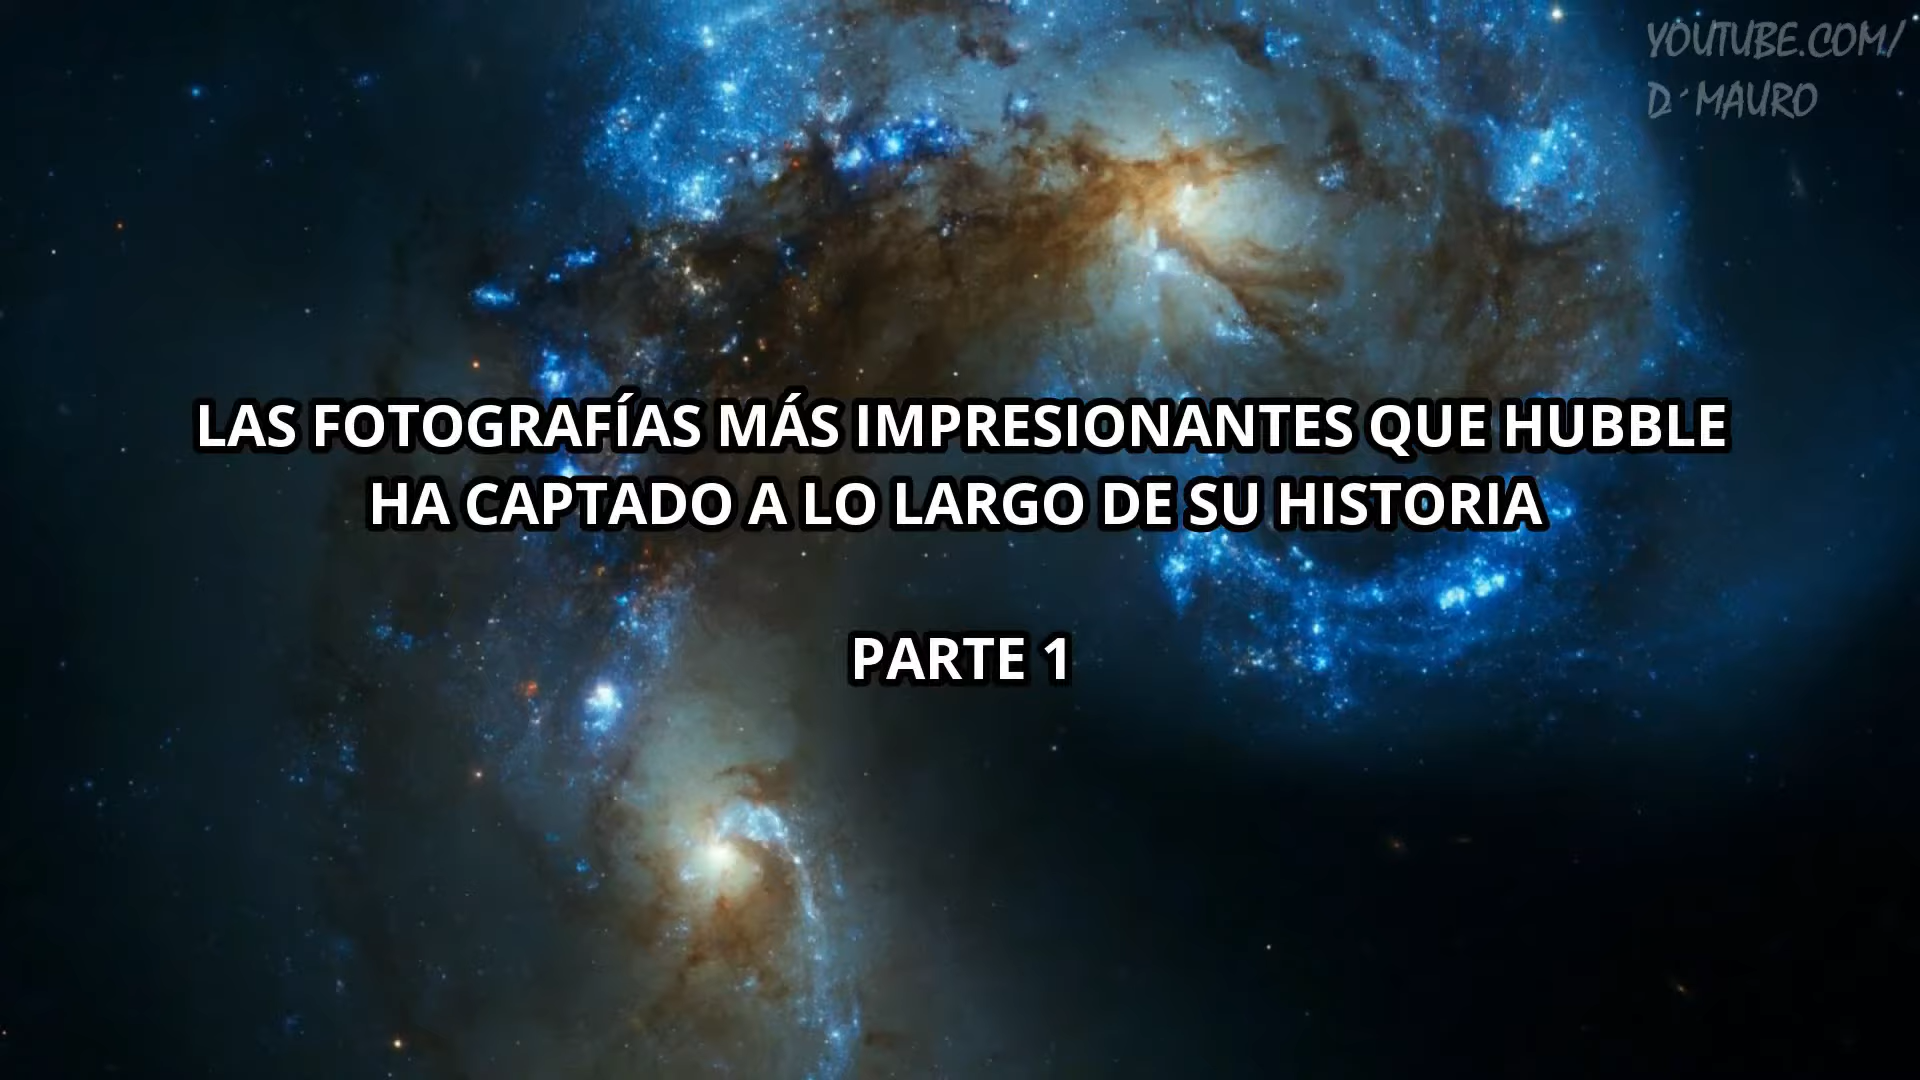 YOUTUBE.COM/
D´MAURO
LAS FOTOGRAFÍAS MÁS IMPRESIONANTES QUE HUBBLE
HA CAPTADO A LO LARGO DE SU HISTORIA
PARTE 1